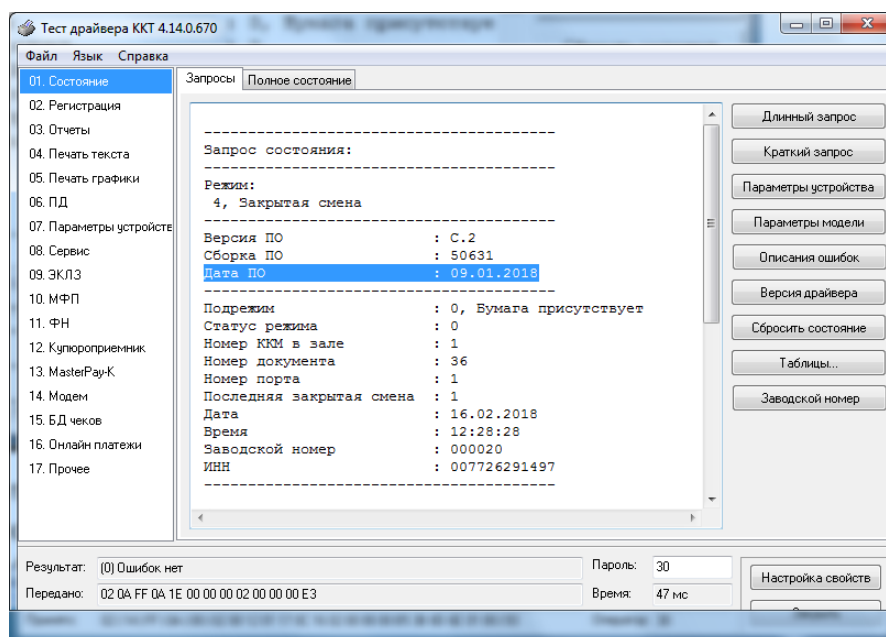 Тест драйвера ККТ 4.14.0.670
Файл Язык Справка
01. Состояние
02. Регистрация
03. Отчеты
04. Печать текста
05. Печать графики
06. ПД
07. Параметры устройств
08. Сервис
09. ЭКЛЗ
10. МФП
11. ФН
12. Купюроприемник
13. MasterPay-K
14. Модем
15. БД чеков
16. Онлайн платежи
17. Прочее
Запросы Полное состояние
----------------------------------------
Запрос состояния:
----------------------------------------
Режим:
4, Закрытая смена
----------------------------------------
Версия ПО : C.2
Сборка ПО : 50631
Дата ПО : 09.01.2018
----------------------------------------
Подрежим : 0, Бумага присутствует
Статус режима : 0
Номер ККМ в зале : 1
Номер документа : 36
Номер порта : 1
Последняя закрытая смена : 1
Дата : 16.02.2018
Время : 12:28:28
Заводской номер : 000020
ИНН : 007726291497
----------------------------------------
Длинный запрос
Краткий запрос
Параметры устройства
Параметры модели
Описания ошибок
Версия драйвера
Сбросить состояние
Таблицы...
Заводской номер
Результат: (0) Ошибок нет
Пароль: 30
Настройка свойств
Передано: 02 0A FF 0A 1E 00 00 00 02 00 00 00 E3
Время: 47 мс